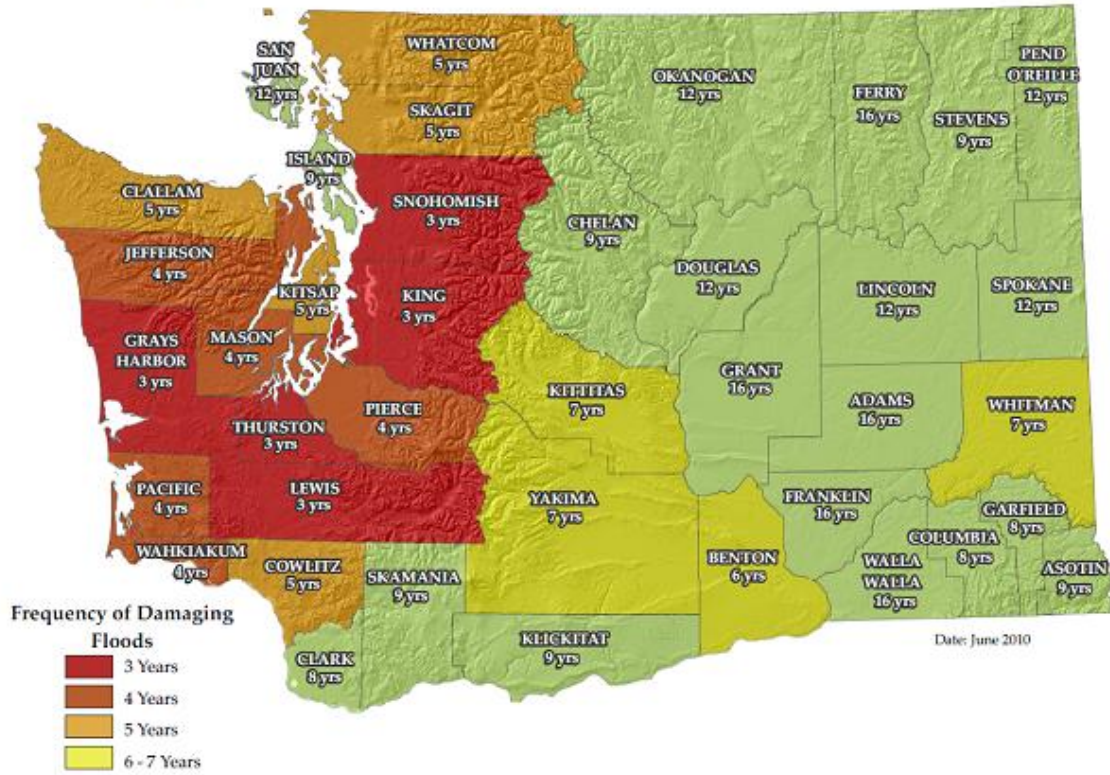 WHATCOM
5 yrs
SAN
JUAN
12 yrs
OKANOGAN
12 yrs
FERRY
16 yrs
PEND
O'REILLE
12 yrs
STEVENS
9 yrs
SKAGIT
5 yrs
ISLAND
9 yrs
CLALLAM
5 yrs
SNOHOMISH
3 yrs
CHELAN
9 yrs
JEFFERSON
4 yrs
DOUGLAS
12 yrs
LINCOLN
12 yrs
SPOKANE
12 yrs
KITSAP
5 yrs
KING
3 yrs
GRAYS
HARBOR
3 yrs
MASON
4 yrs
GRANT
16 yrs
KITTITAS
7 yrs
ADAMS
16 yrs
WHITMAN
7 yrs
PIERCE
4 yrs
THURSTON
3 yrs
PACIFIC
4 yrs
LEWIS
3 yrs
YAKIMA
7 yrs
FRANKLIN
16 yrs
GARFIELD
8 yrs
COLUMBIA
8 yrs
WAHKIAKUM
4 yrs
COWLITZ
5 yrs
SKAMANIA
9 yrs
BENTON
6 yrs
WALLA
WALLA
16 yrs
ASOTIN
9 yrs
KLICKITAT
9 yrs
CLARK
8 yrs
Date: June 2010
Frequency of Damaging
Floods
3 Years
4 Years
5 Years
6 - 7 Years